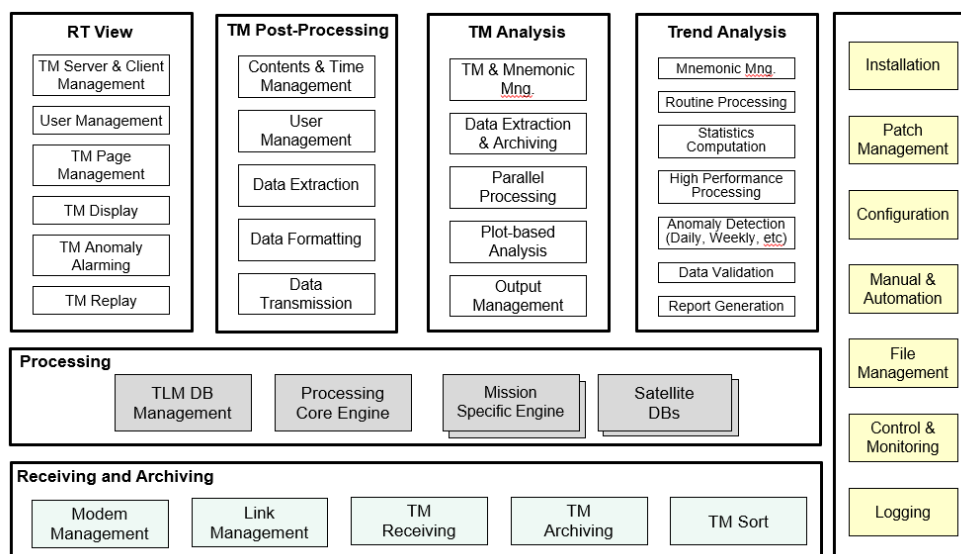 RT View
TM Server & Client
Management
User Management
TM Page
Management
TM Display
TM Anomaly
Alarming
TM Replay
TM Post-Processing
Contents & Time
Management
User
Management
Data Extraction
Data Formatting
Data
Transmission
TM Analysis
TM & Mnemonic
Mng.
Data Extraction
& Archiving
Parallel
Processing
Plot-based
Analysis
Output
Management
Trend Analysis
Mnemonic Mng.
Routine Processing
Statistics
Computation
High Performance
Processing
Anomaly Detection
(Daily, Weekly, etc)
Data Validation
Report Generation
Installation
Patch
Management
Configuration
Manual &
Automation
File
Management
Control &
Monitoring
Logging
Processing
TLM DB
Management
Processing
Core Engine
Mission
Specific Engine
Satellite
DBs
Receiving and Archiving
Modem
Management
Link
Management
TM
Receiving
TM
Archiving
TM Sort